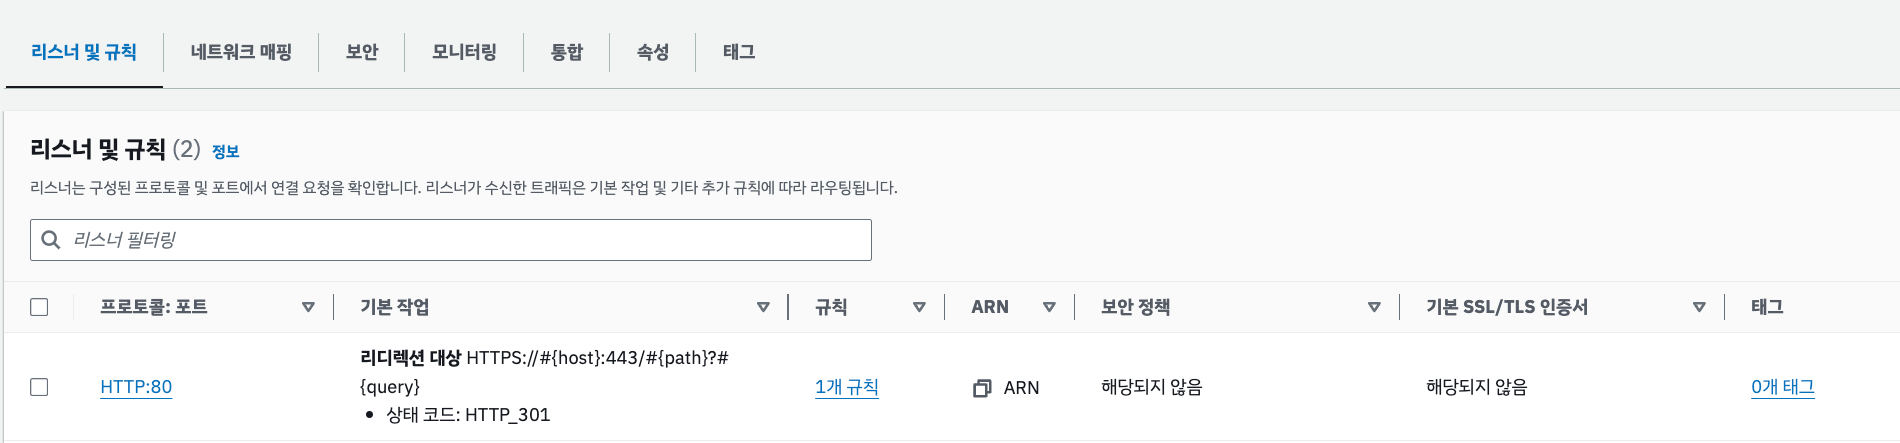 리스너 및 규칙 네트워크 매핑 보안 모니터링 통합 속성 태그
리스너 및 규칙 (2) 정보
리스너는 구성된 프로토콜 및 포트에서 연결 요청을 확인합니다. 리스너가 수신한 트래픽은 기본 작업 및 기타 추가 규칙에 따라 라우팅됩니다.
리스너 필터링
프로토콜: 포트 기본 작업 규칙 ARN 보안 정책 기본 SSL/TLS 인증서 태그
리디렉션 대상 HTTPS://#{host}:443/#{path}?#
HTTP:80 {query} 1개 규칙 ARN 해당되지 않음 해당되지 않음 0개 태그
• 상태 코드: HTTP_301